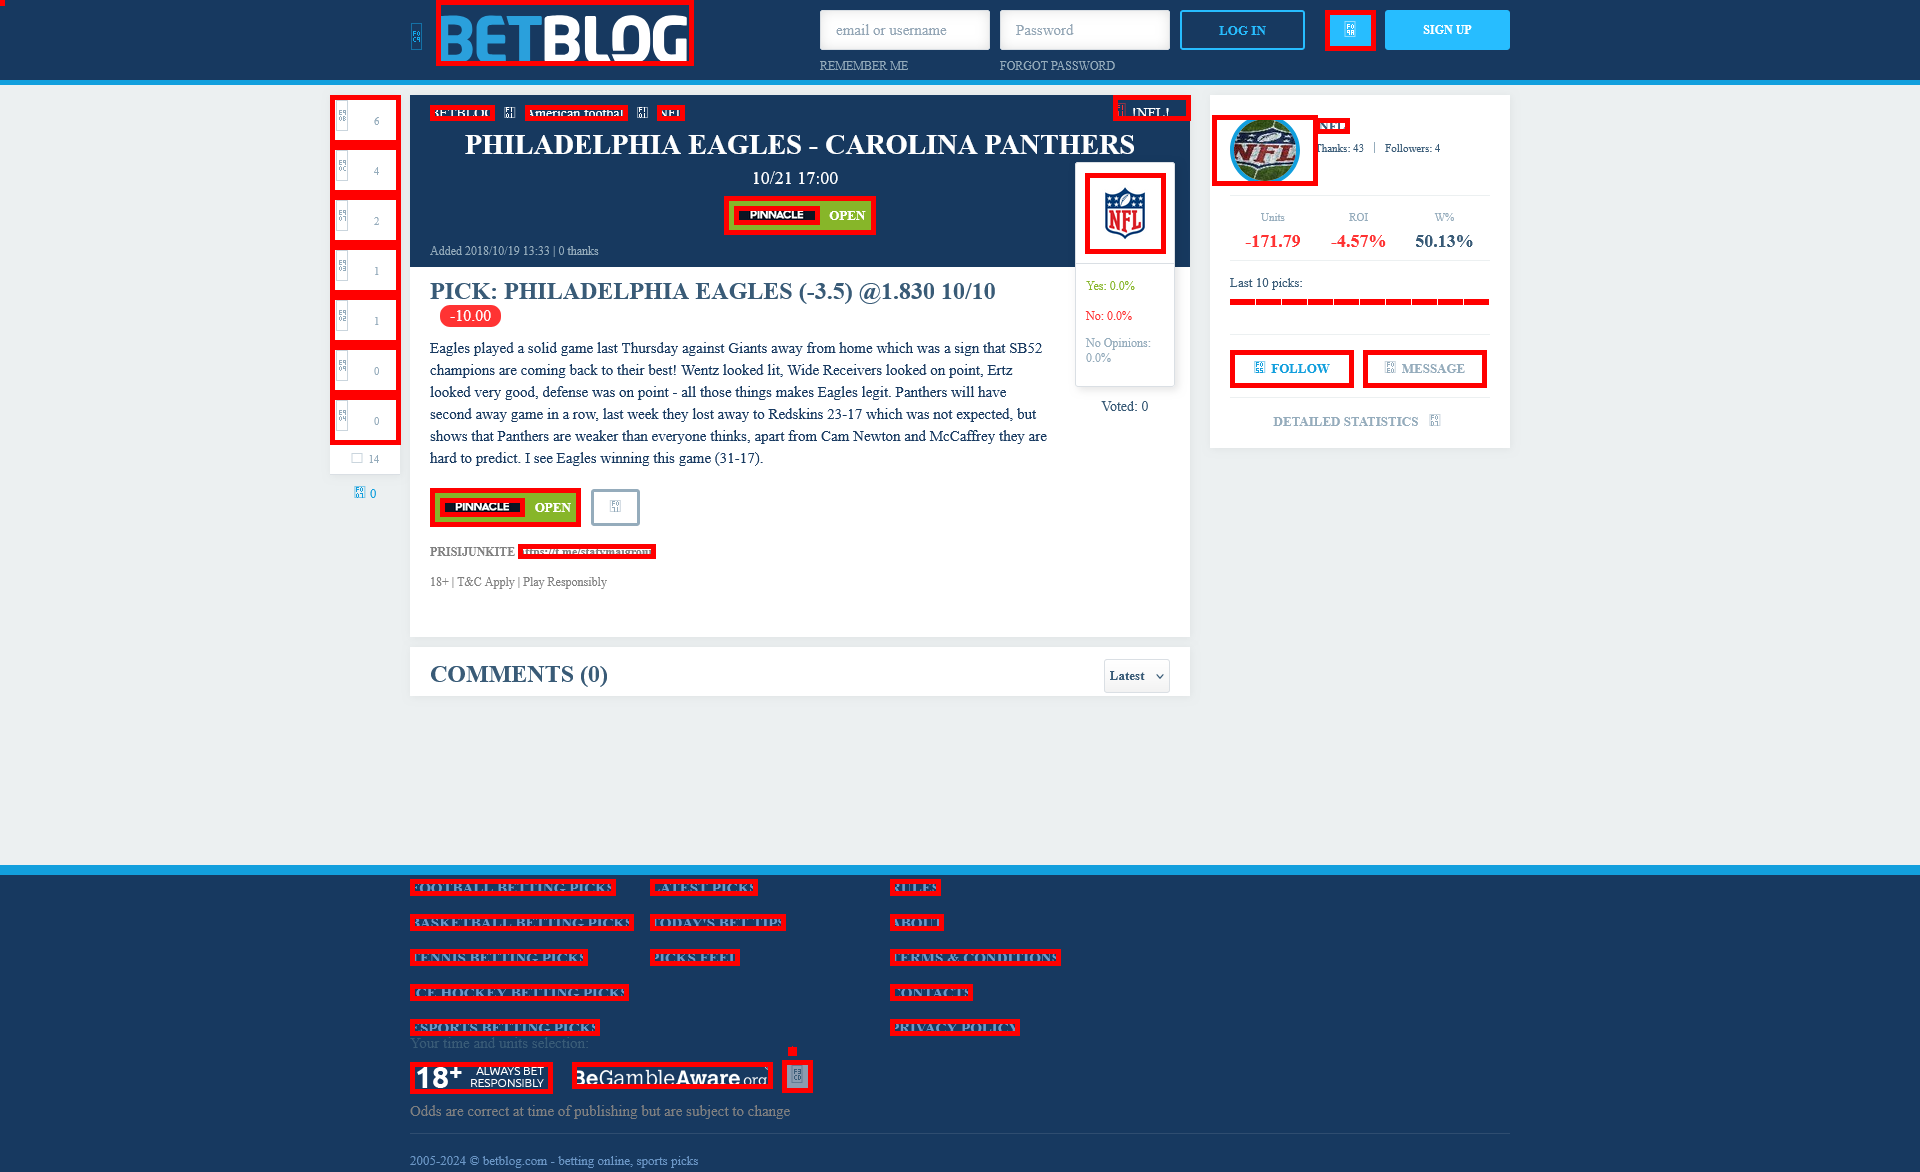 BETBLOG
email or username
Password
LOG IN
SIGN UP
REMEMBER ME
FORGOT PASSWORD
6
4
2
1
1
0
0
14
0
BETBLOG
American football
NFL
!NFL!
PHILADELPHIA EAGLES - CAROLINA PANTHERS
10/21 17:00
PINNACLE OPEN
Added 2018/10/19 13:33 | 0 thanks
NFL
Yes: 0.0%
No: 0.0%
No Opinions:
0.0%
Voted: 0
PICK: PHILADELPHIA EAGLES (-3.5) @1.830 10/10
-10.00
Eagles played a solid game last Thursday against Giants away from home which was a sign that SB52
champions are coming back to their best! Wentz looked lit, Wide Receivers looked on point, Ertz
looked very good, defense was on point - all those things makes Eagles legit. Panthers will have
second away game in a row, last week they lost away to Redskins 23-17 which was not expected, but
shows that Panthers are weaker than everyone thinks, apart from Cam Newton and McCaffrey they are
hard to predict. I see Eagles winning this game (31-17).
PINNACLE OPEN
PRISIJUNKITE
18+ | T&C Apply | Play Responsibly
COMMENTS (0)
Latest
NFL
Thanks: 43
Followers: 4
Units ROI W%
-171.79 -4.57% 50.13%
Last 10 picks:
FOLLOW
MESSAGE
DETAILED STATISTICS
FOOTBALL BETTING PICKS
BASKETBALL BETTING PICKS
TENNIS BETTING PICKS
ICE HOCKEY BETTING PICKS
ESPORTS BETTING PICKS
LATEST PICKS
TODAY'S BET TIPS
PICKS FEED
RULES
ABOUT
TERMS & CONDITIONS
CONTACTS
PRIVACY POLICY
Your time and units selection:
18+ ALWAYS BET
RESPONSIBLY
BeGambleAware.org
Odds are correct at time of publishing but are subject to change
2005-2024 © betblog.com - betting online, sports picks